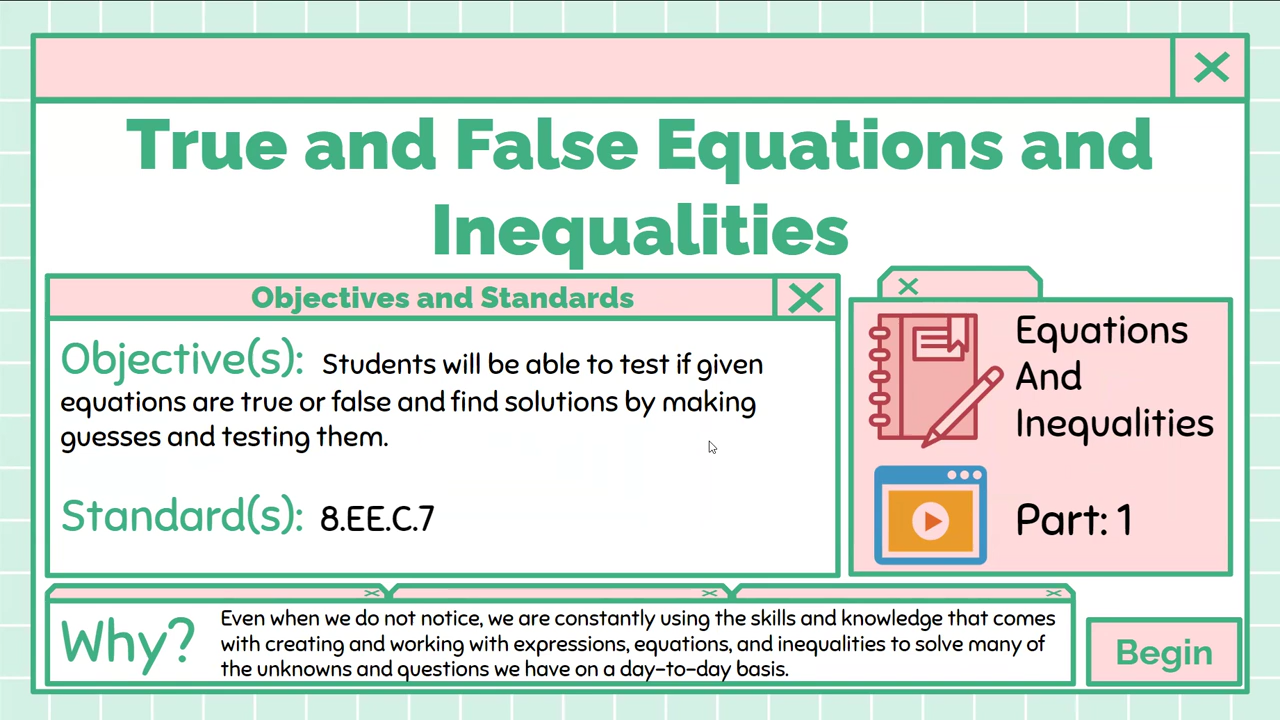 True and False Equations and
Inequalities
Objectives and Standards
Objective(s): Students will be able to test if given
equations are true or false and find solutions by making
guesses and testing them.
Standard(s): 8.EE.C.7
Equations
And
Inequalities
Part: 1
Why?
Even when we do not notice, we are constantly using the skills and knowledge that comes
with creating and working with expressions, equations, and inequalities to solve many of
the unknowns and questions we have on a day-to-day basis.
Begin